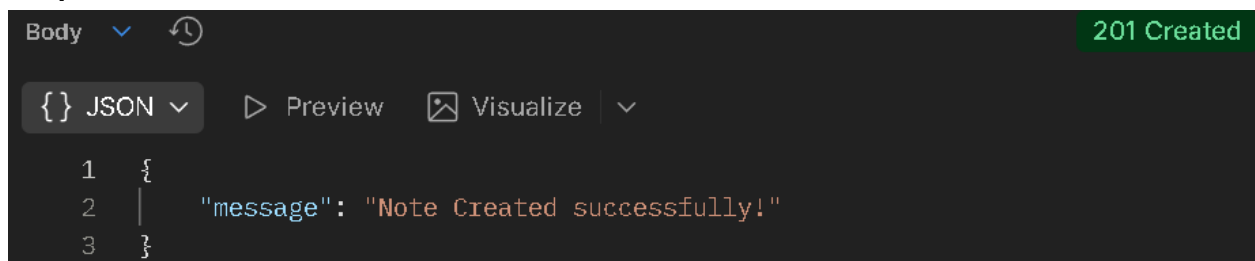 Body 201 Created
{} JSON Preview Visualize
1 {
2 "message": "Note Created successfully!"
3 }